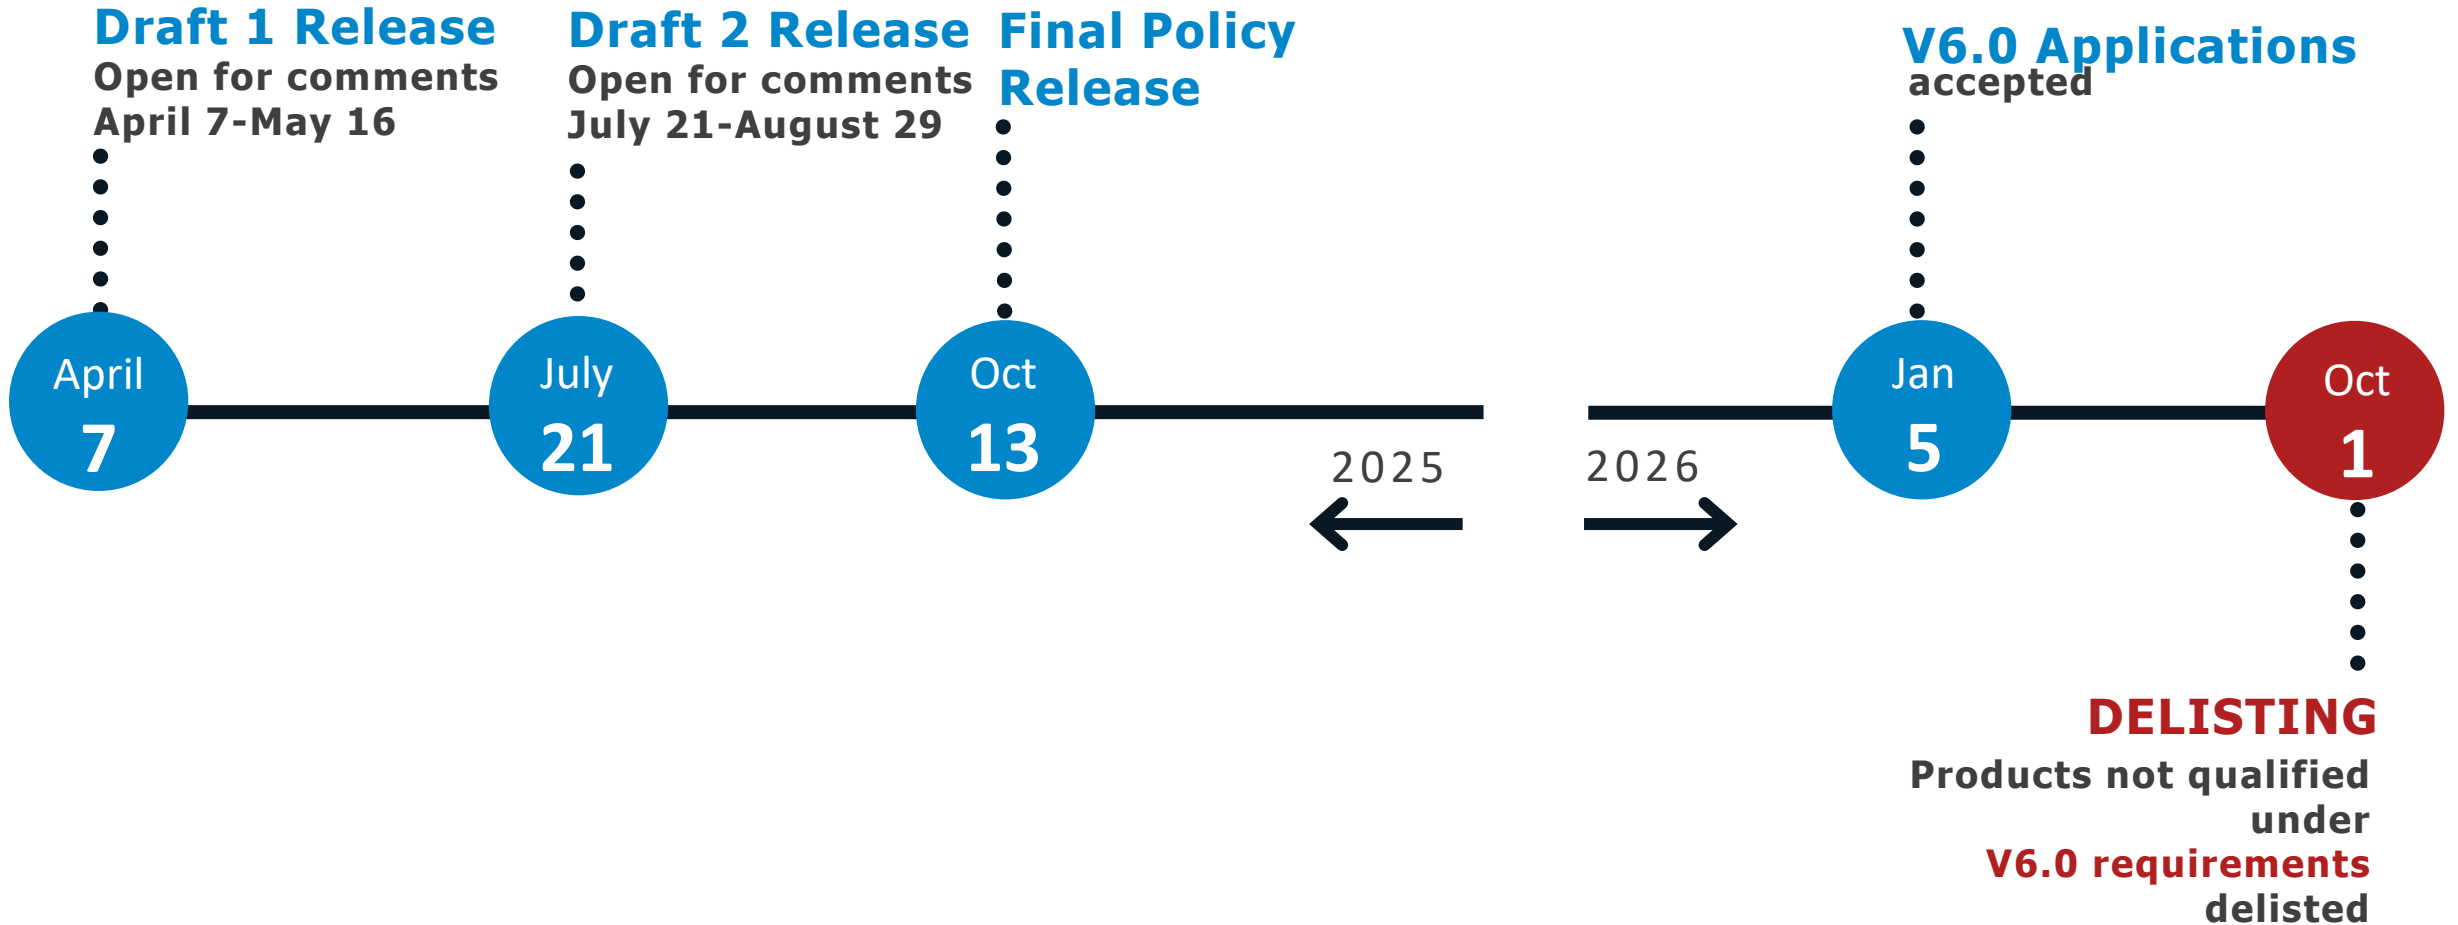 Draft 1 Release
Open for comments
April 7-May 16
Draft 2 Release
Open for comments
July 21-August 29
Final Policy
Release
V6.0 Applications
accepted
April
7
July
21
Oct
13
2025
2026
Jan
5
Oct
1
DELISTING
Products not qualified
under
V6.0 requirements
delisted